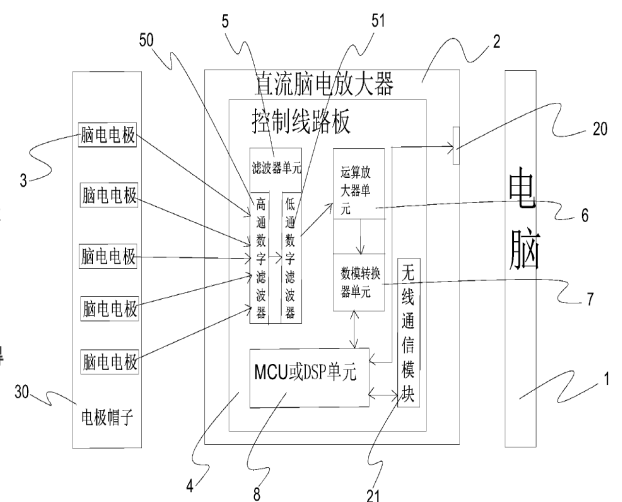 5
51
50
2
直流脑电放大器
控制线路板
20
脑电电极
3
滤波器单元
运算放
大器单
元
高通数字滤波器
低通数字滤波器
脑电电极
电脑
6
脑电电极
数模转换
器单元
无线通信模块
7
脑电电极
脑电电极
MCU或DSP单元
30
电极帽子
1
4
8
21